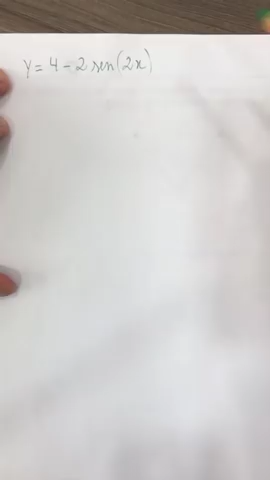 y = 4 - 2 sen(2x)